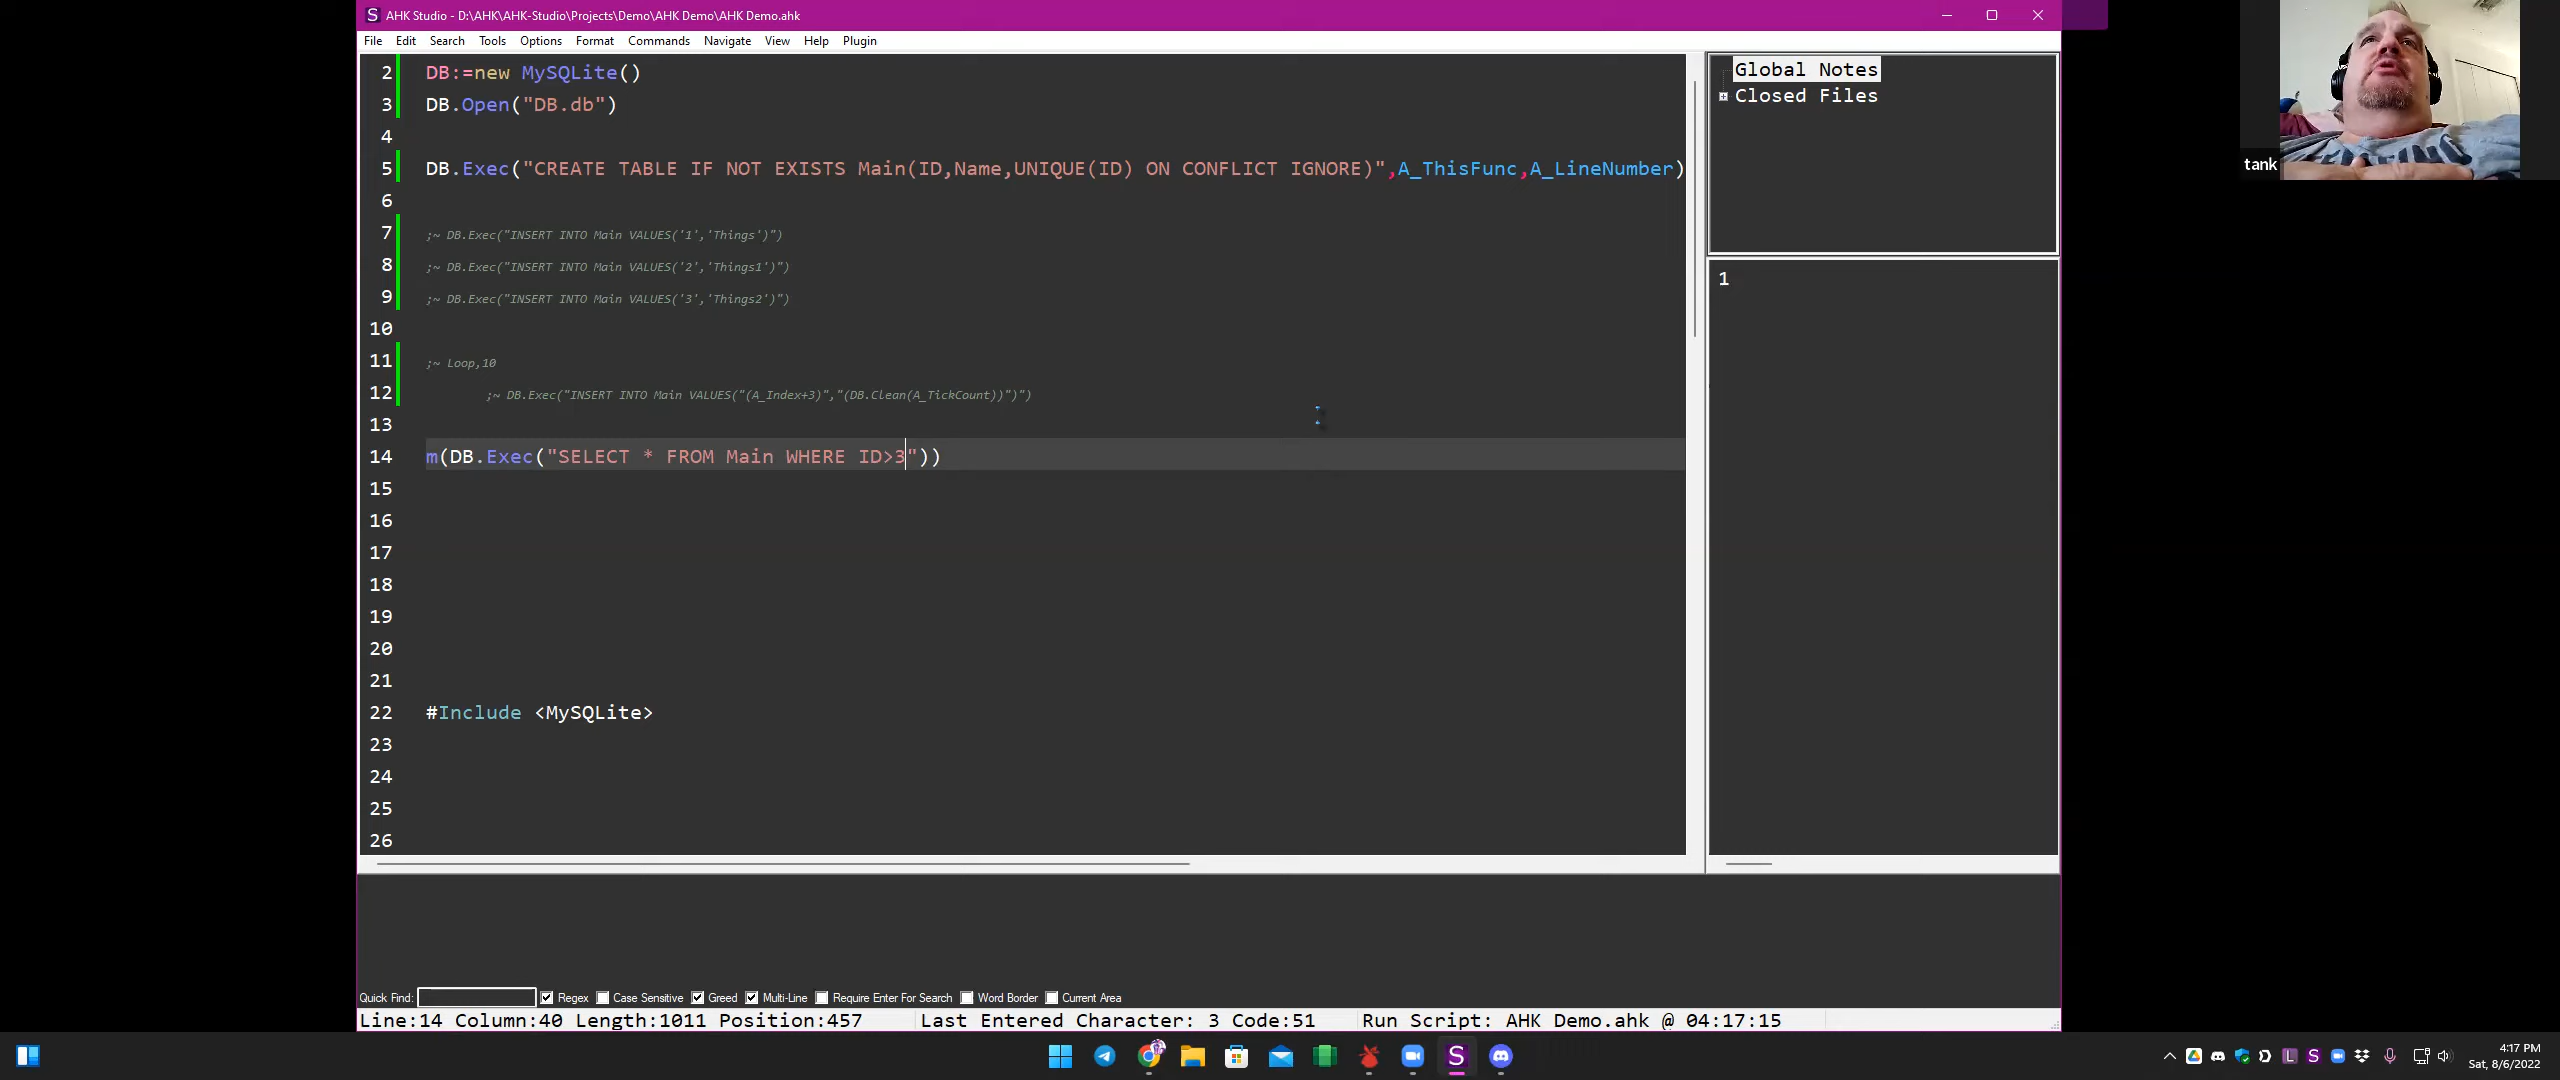 AHK Studio - D:\AHK\AHK-Studio\Projects\Demo\AHK Demo\AHK Demo.ahk
File Edit Search Tools Options Format Commands Navigate View Help Plugin
2 DB:=new MySQLite()
3 DB.Open("DB.db")
4
5 DB.Exec("CREATE TABLE IF NOT EXISTS Main(ID,Name,UNIQUE(ID) ON CONFLICT IGNORE)",A_ThisFunc,A_LineNumber)
6
7 ;~ DB.Exec("INSERT INTO Main VALUES('1','Things')")
8 ;~ DB.Exec("INSERT INTO Main VALUES('2','Things1')")
9 ;~ DB.Exec("INSERT INTO Main VALUES('3','Things2')")
10
11 ;~ Loop,10
12 ;~ DB.Exec("INSERT INTO Main VALUES("(A_Index+3)","(DB.Clean(A_TickCount))")")
13
14 m(DB.Exec("SELECT * FROM Main WHERE ID>3"))
15
16
17
18
19
20
21
22 #Include <MySQLite>
23
24
25
26
Global Notes
Closed Files
1
tank
Quick Find: Regex Case Sensitive Greed Multi-Line Require Enter For Search Word Border Current Area
Line:14 Column:40 Length:1011 Position:457 Last Entered Character: 3 Code:51 Run Script: AHK Demo.ahk @ 04:17:15
4:17 PM
Sat, 8/6/2022